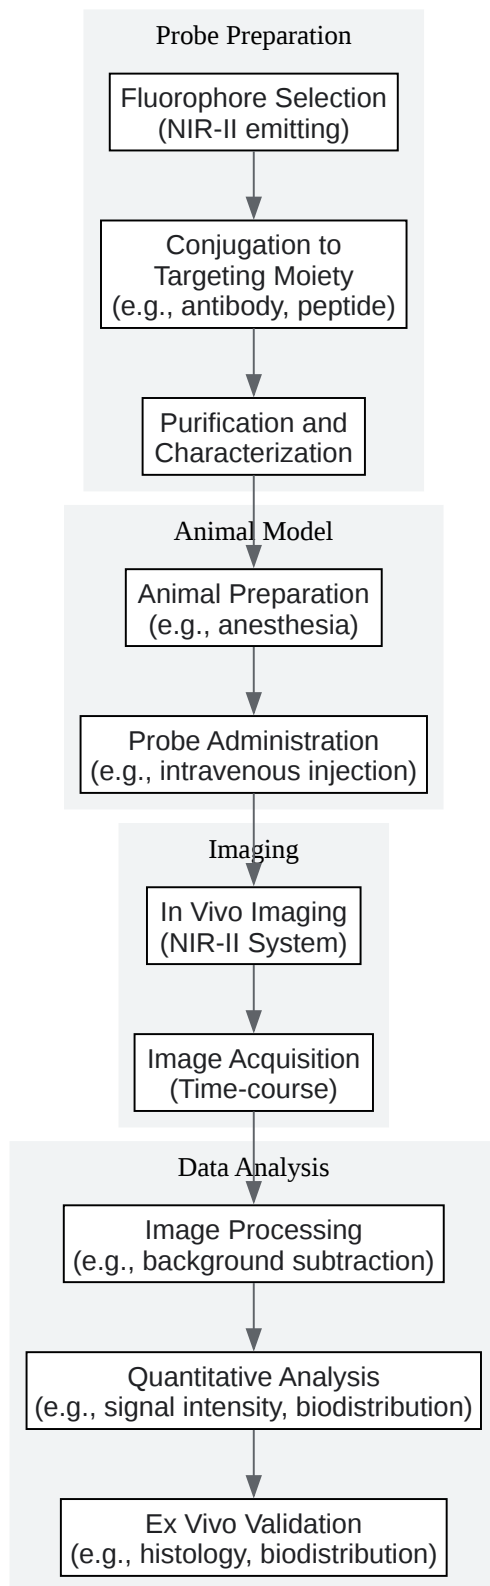 Probe Preparation
Fluorophore Selection
(NIR-II emitting)
Conjugation to
Targeting Moiety
(e.g., antibody, peptide)
Purification and
Characterization
Animal Model
Animal Preparation
(e.g., anesthesia)
Probe Administration
(e.g., intravenous injection)
Imaging
In Vivo Imaging
(NIR-II System)
Image Acquisition
(Time-course)
Data Analysis
Image Processing
(e.g., background subtraction)
Quantitative Analysis
(e.g., signal intensity, biodistribution)
Ex Vivo Validation
(e.g., histology, biodistribution)